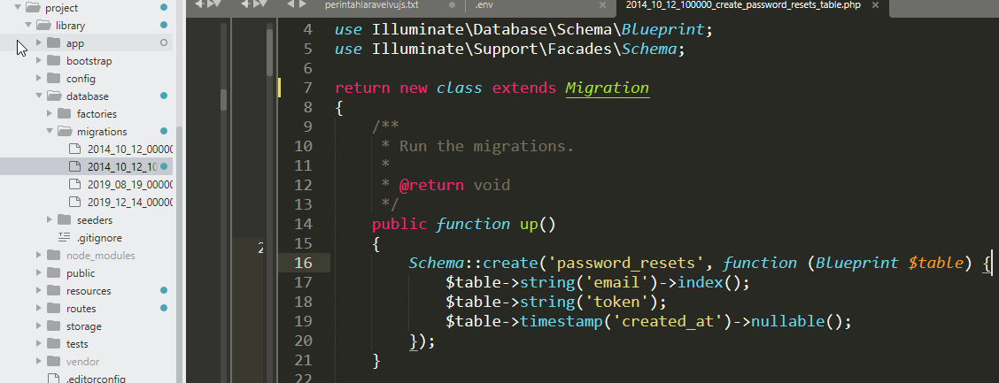 project
library
app
bootstrap
config
database
factories
migrations
2014_10_12_0000
2014_10_12_10
2019_08_19_0000
2019_12_14_0000
seeders
.gitignore
node_modules
public
resources
routes
storage
tests
vendor
.editorconfig
2
perintahlaravelvujs.txt
.env
2014_10_12_100000_create_password_resets_table.php
4 use Illuminate\Database\Schema\Blueprint;
5 use Illuminate\Support\Facades\Schema;
6
7 return new class extends Migration
8 {
9 /**
10 * Run the migrations.
11 *
12 * @return void
13 */
14 public function up()
15 {
16 Schema::create('password_resets', function (Blueprint $table) {
17 $table->string('email')->index();
18 $table->string('token');
19 $table->timestamp('created_at')->nullable();
20 });
21 }
22